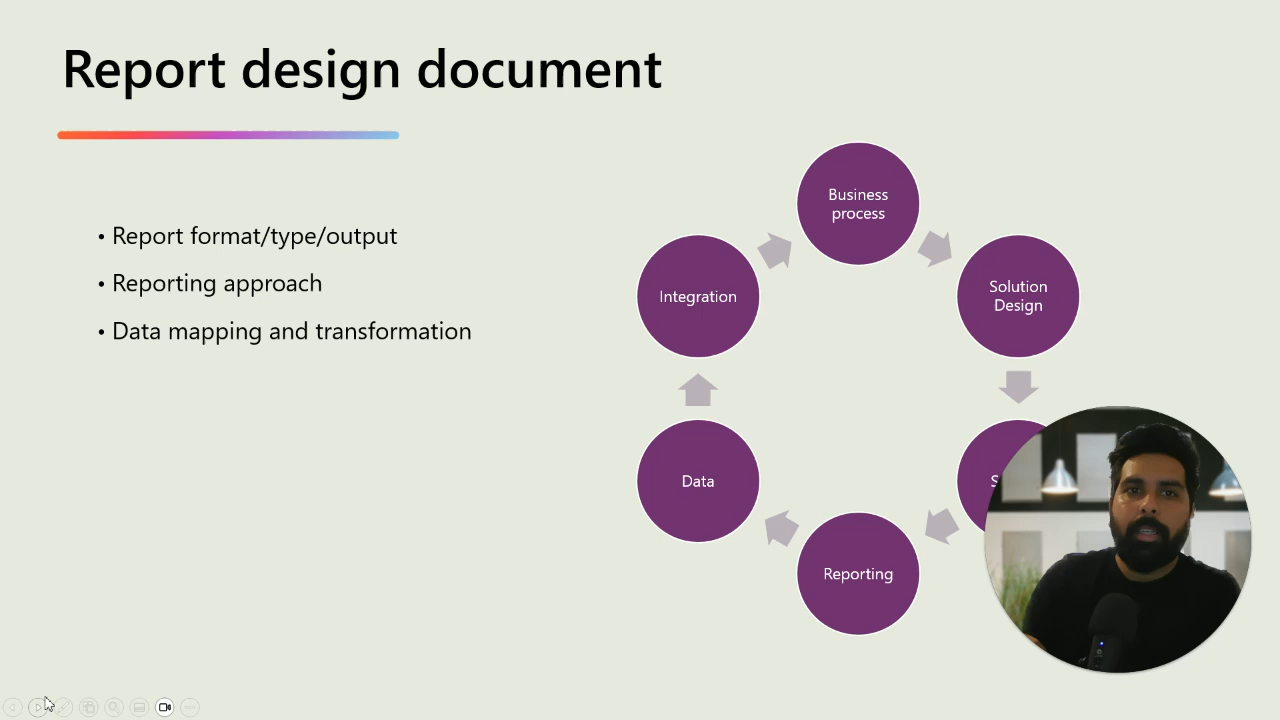 Report design document
• Report format/type/output
• Reporting approach
• Data mapping and transformation
Business
process
Solution
Design
Reporting
Data
Integration